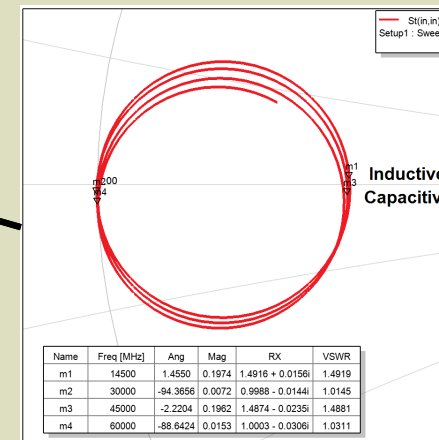 St(in,in)
Setup1 : Swee
m1
m3
Inductive
Capacitiv
m4
Name Freq [MHz] Ang Mag RX VSWR
m1 14500 1.4550 0.1974 1.4916 + 0.0156i 1.4919
m2 30000 -94.3656 0.0072 0.9988 - 0.0144i 1.0145
m3 45000 -2.2204 0.1962 1.4874 - 0.0235i 1.4881
m4 60000 -88.6424 0.0153 1.0003 - 0.0306i 1.0311